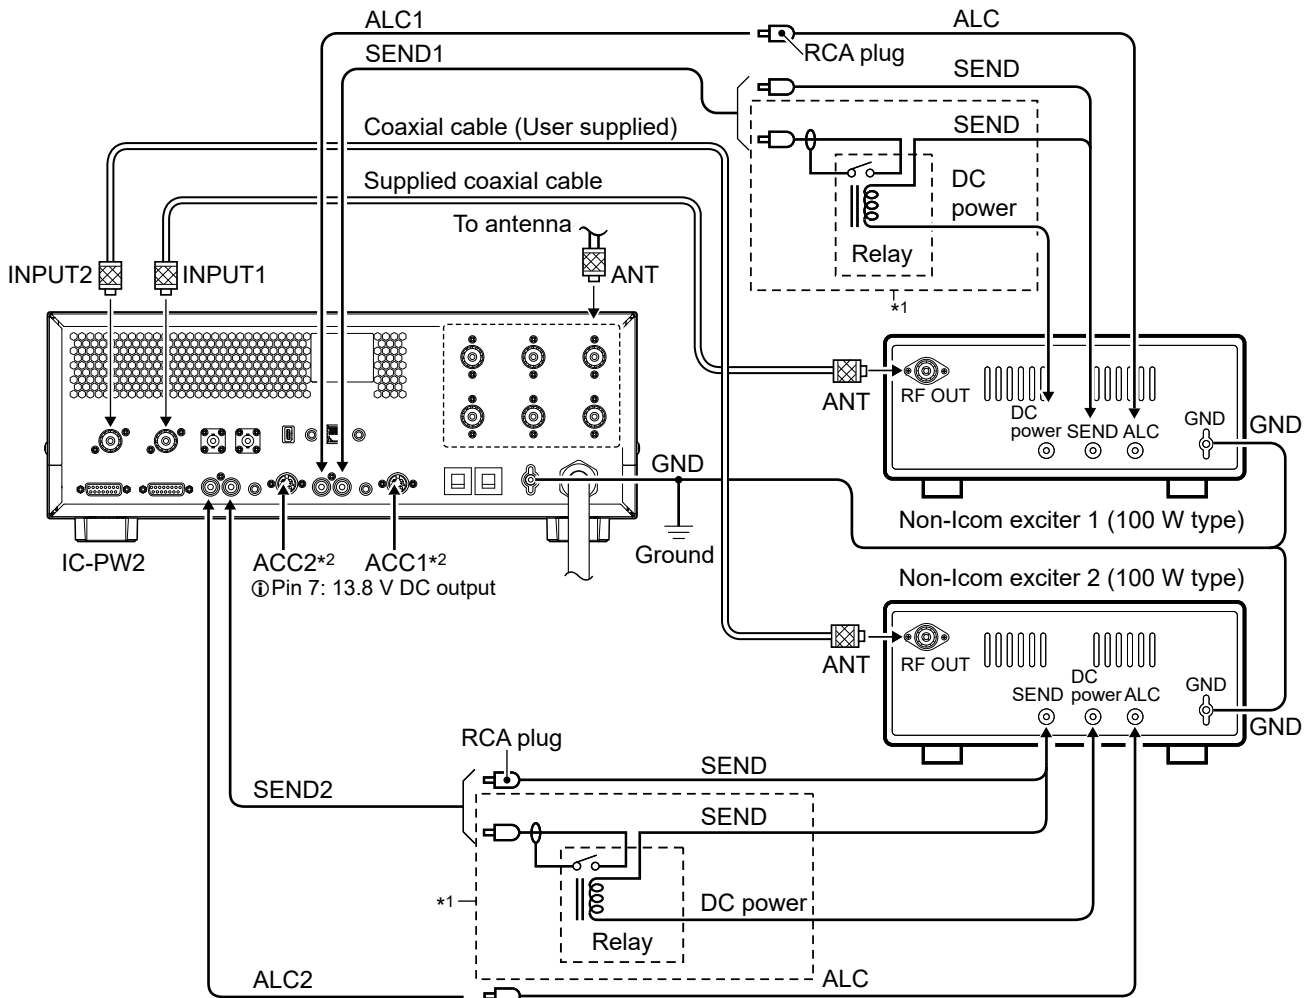 ALC1
ALC
RCA plug
SEND1
SEND
Coaxial cable (User supplied)
SEND
Supplied coaxial cable
DC
power
To antenna
Relay
INPUT2
INPUT1
ANT
*1
ANT
RF OUT
DC
power
SEND
ALC
GND
GND
GND
Non-Icom exciter 1 (100 W type)
Ground
IC-PW2
ACC2*2
ACC1*2
ⓘPin 7: 13.8 V DC output
Non-Icom exciter 2 (100 W type)
ANT
RF OUT
SEND
DC
power
ALC
GND
GND
RCA plug
SEND
SEND2
SEND
*1
DC power
Relay
ALC2
ALC